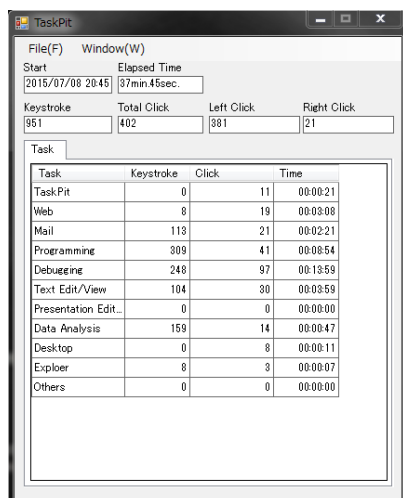 TaskPit
File(F) Window(W)
Start Elapsed Time
2015/07/08 20:45 37min.45sec.
Keystroke Total Click Left Click Right Click
951 402 381 21
Task
Task Keystroke Click Time
TaskPit 0 11 00:00:21
Web 8 19 00:03:08
Mail 113 21 00:02:21
Programming 309 41 00:08:54
Debugging 248 97 00:13:59
Text Edit/View 104 30 00:03:59
Presentation Edit... 0 0 00:00:00
Data Analysis 159 14 00:00:47
Desktop 0 8 00:00:11
Exploer 8 3 00:00:07
Others 0 0 00:00:00